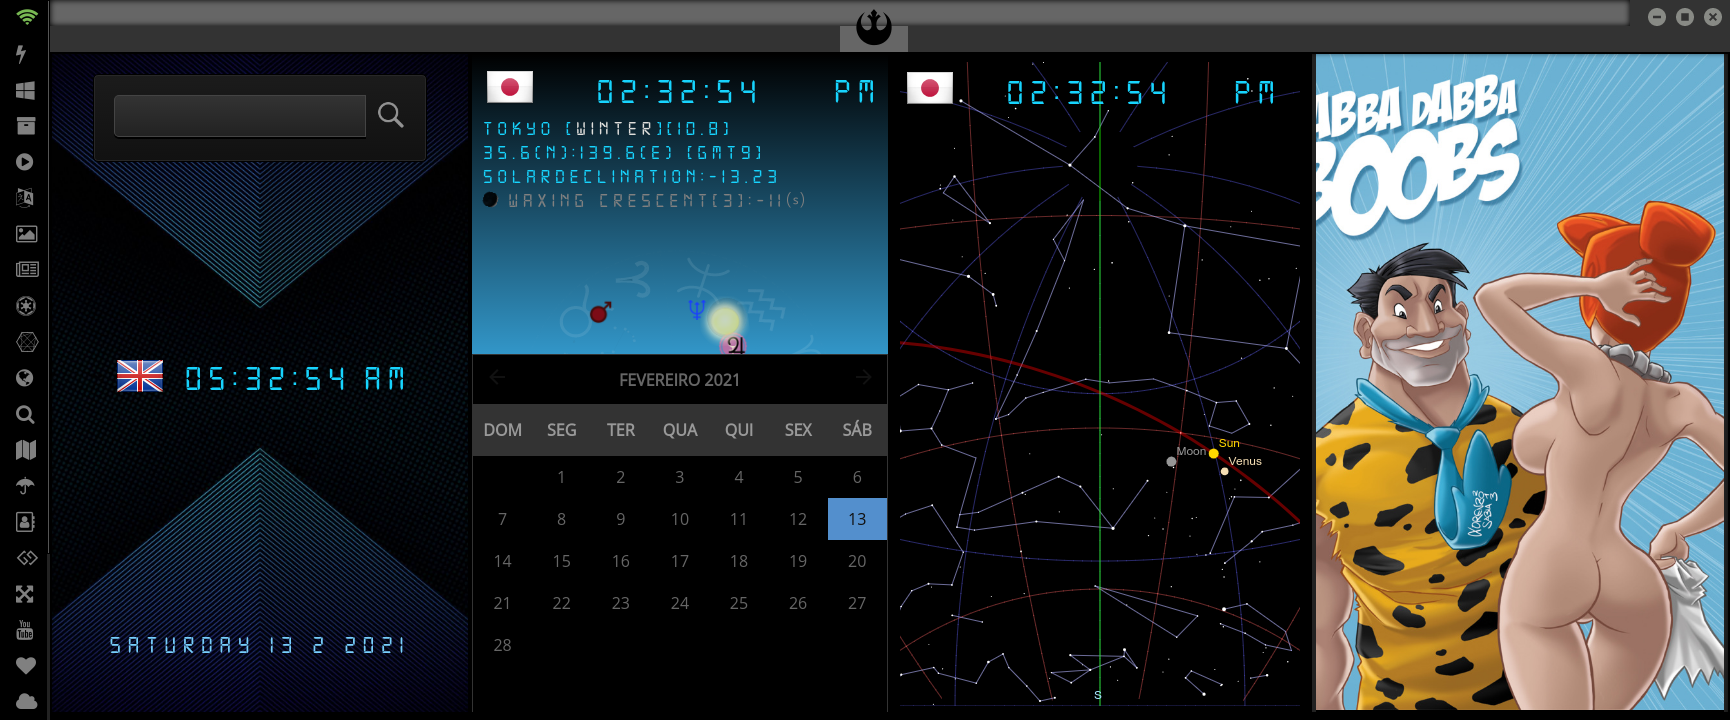 05:32:54 AM
SATURDAY 13 2 2021
02:32:54 PM
TOKYO [WINTER][10.8]
35.6(N):139.6(E) [GMT9]
SOLARDECLINATION:-13.23
WAXING CRESCENT[3]:-11(s)
FEVEREIRO 2021
DOM SEG TER QUA QUI SEX SÁB
1 2 3 4 5 6
7 8 9 10 11 12 13
14 15 16 17 18 19 20
21 22 23 24 25 26 27
28
02:32:54 PM
Sun
Moon
Venus
S
ABBA DABBA
BOOBS
You
Tube